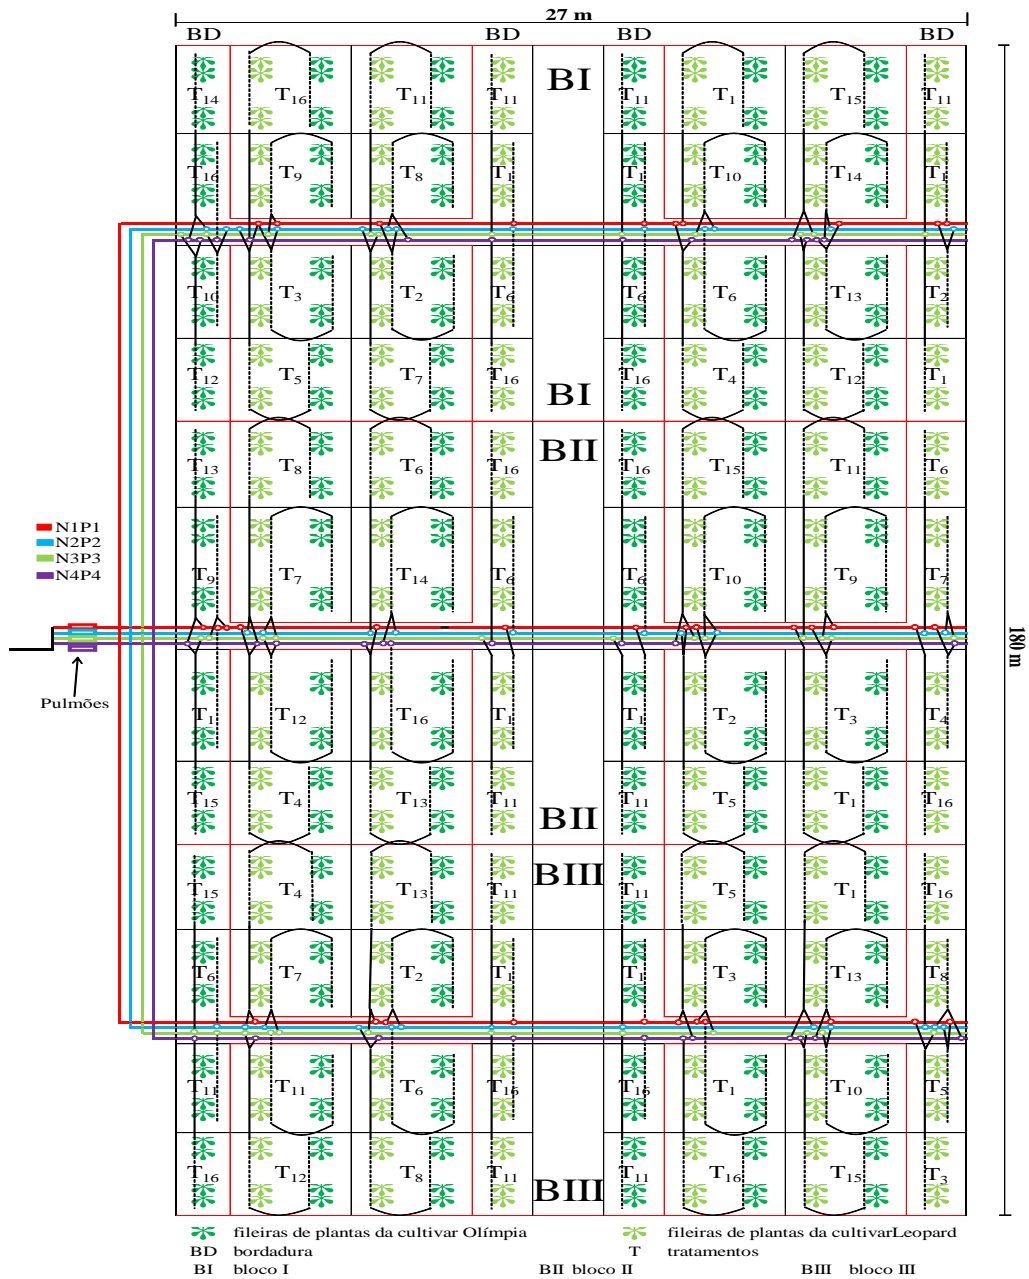 27 m
BD BD BD BD
T14 T16 T11 T11 BI T11 T1 T15 T11
T16 T9 T8 T1 T1 T10 T14 T1
T10 T3 T2 T6 T6 T6 T13 T2
T12 T5 T7 T16 BI T16 T4 T12 T1
T13 T8 T6 T16 BII T16 T15 T11 T6
N1P1
N2P2
N3P3
N4P4
T9 T7 T14 T6 T6 T10 T9 T7
180 m
Pulmões
T1 T12 T16 T1 T1 T2 T3 T4
T15 T4 T13 T11 BII T11 T5 T1 T16
T15 T4 T13 T11 BIII T11 T5 T1 T16
T6 T7 T2 T1 T1 T3 T13 T8
T11 T11 T6 T16 T16 T1 T10 T5
T16 T12 T8 T11 BIII T11 T16 T15 T3
fileiras de plantas da cultivar Olímpia fileiras de plantas da cultivarLeopard
BD bordadura T tratamentos
BI bloco I BII bloco II BIII bloco III